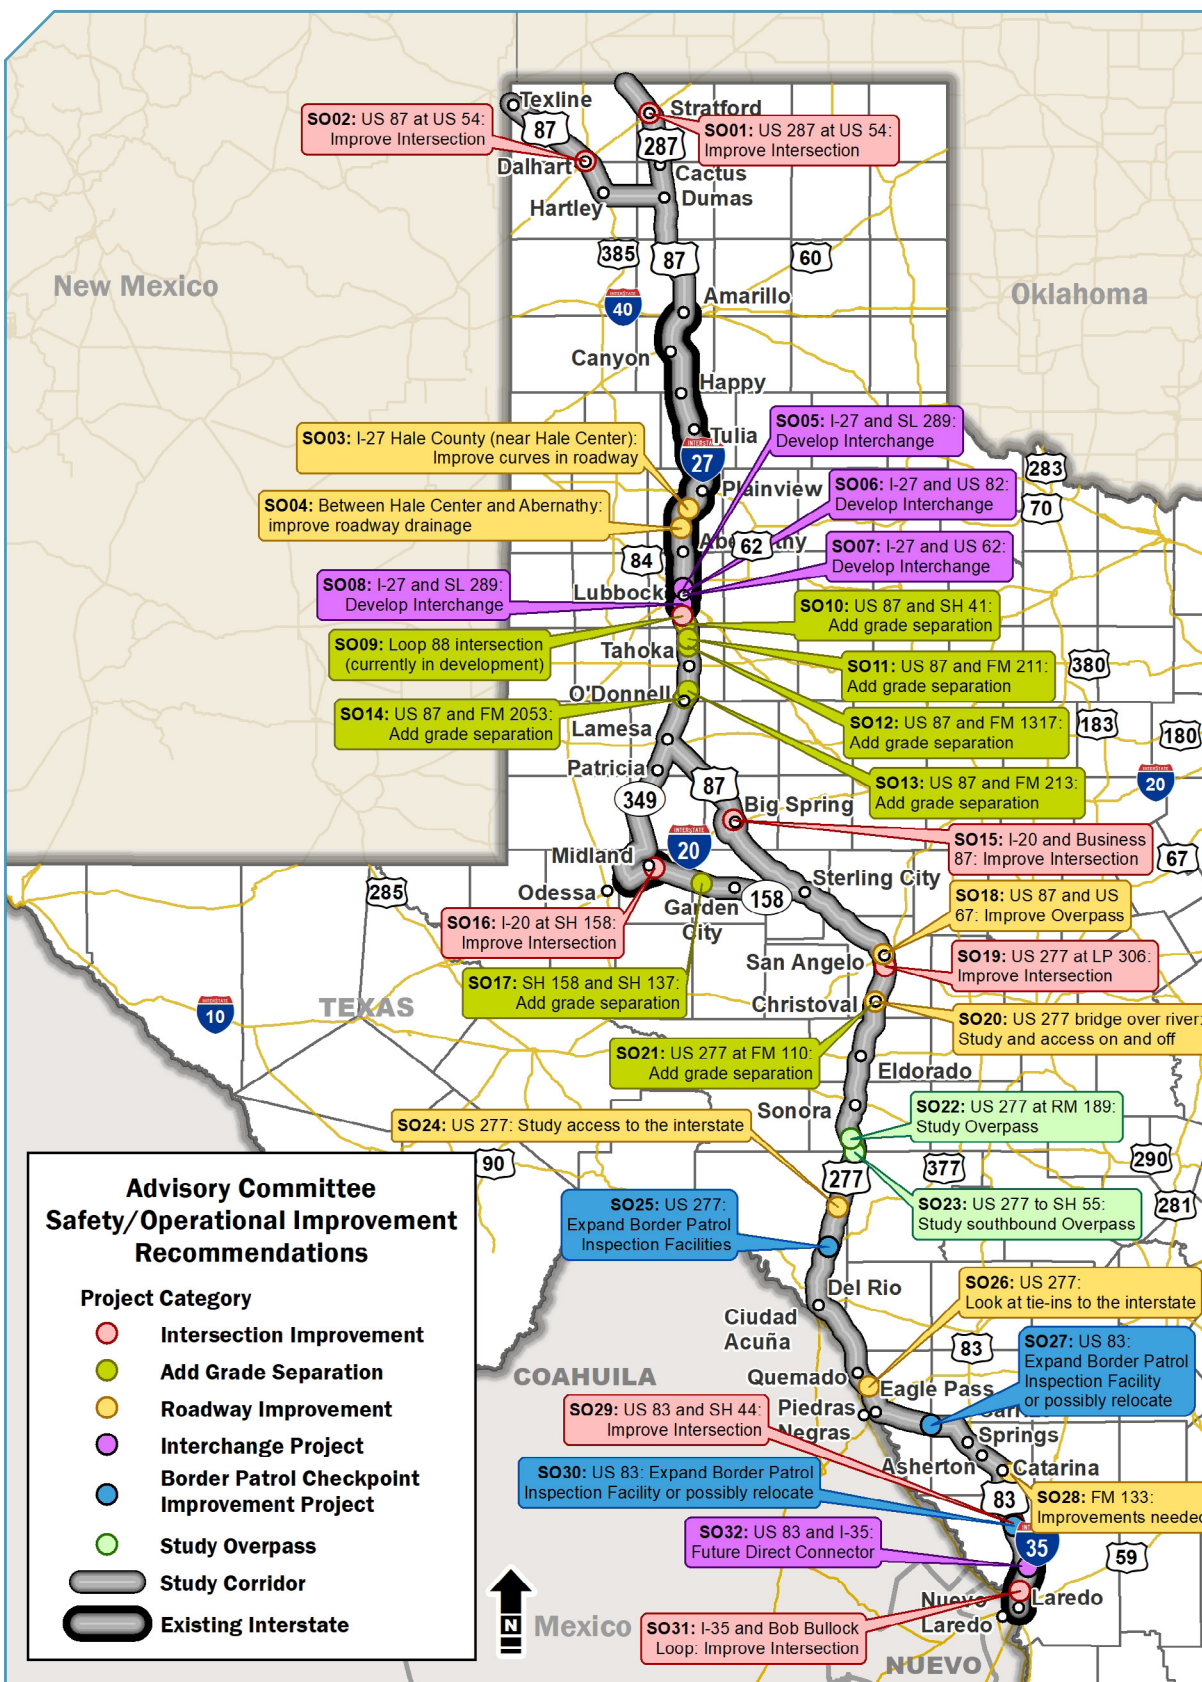 Texline
Stratford
SO02: US 87 at US 54:
Improve Intersection
87
SO01: US 287 at US 54:
Improve Intersection
287
Dalhart
Cactus
Hartley
Dumas
385
87
60
New Mexico
Oklahoma
INTERSTATE
40
Amarillo
Canyon
Happy
SO05: I-27 and SL 289:
Develop Interchange
Tulia
SO03: I-27 Hale County (near Hale Center):
Improve curves in roadway
INTERSTATE
27
283
SO06: I-27 and US 82:
Develop Interchange
Plainview
70
SO04: Between Hale Center and Abernathy:
improve roadway drainage
62
SO07: I-27 and US 62:
Develop Interchange
84
SO08: I-27 and SL 289:
Develop Interchange
Lubbock
SO10: US 87 and SH 41:
Add grade separation
SO09: Loop 88 intersection
(currently in development)
Tahoka
SO11: US 87 and FM 211:
Add grade separation
380
O'Donnell
SO14: US 87 and FM 2053:
Add grade separation
SO12: US 87 and FM 1317:
Add grade separation
183
180
Lamesa
Patricia
87
SO13: US 87 and FM 213:
Add grade separation
INTERSTATE
20
349
Big Spring
SO15: I-20 and Business
87: Improve Intersection
INTERSTATE
20
67
Midland
285
Odessa
Sterling City
158
Garden
City
SO18: US 87 and US
67: Improve Overpass
SO16: I-20 at SH 158:
Improve Intersection
San Angelo
SO19: US 277 at LP 306:
Improve Intersection
SO17: SH 158 and SH 137:
Add grade separation
Christoval
TEXAS
INTERSTATE
10
SO20: US 277 bridge over river:
Study and access on and off
SO21: US 277 at FM 110:
Add grade separation
Eldorado
Sonora
SO22: US 277 at RM 189:
Study Overpass
SO24: US 277: Study access to the interstate
90
277
377
290
SO25: US 277:
Expand Border Patrol
Inspection Facilities
SO23: US 277 to SH 55:
Study southbound Overpass
281
Advisory Committee
Safety/Operational Improvement
Recommendations
Project Category
Intersection Improvement
Add Grade Separation
Roadway Improvement
Interchange Project
Border Patrol Checkpoint
Improvement Project
Study Overpass
Study Corridor
Existing Interstate
Del Rio
SO26: US 277:
Look at tie-ins to the interstate
Ciudad
Acuña
83
SO27: US 83:
Expand Border Patrol
Inspection Facility
or possibly relocate
COAHUILA
Quemado
Eagle Pass
SO29: US 83 and SH 44:
Improve Intersection
Piedras
Negras
Springs
Asherton
Catarina
SO30: US 83: Expand Border Patrol
Inspection Facility or possibly relocate
83
SO28: FM 133:
Improvements needed
SO32: US 83 and I-35:
Future Direct Connector
35
59
N
Mexico
Nuevo
Laredo
Laredo
SO31: I-35 and Bob Bullock
Loop: Improve Intersection
NUEVO